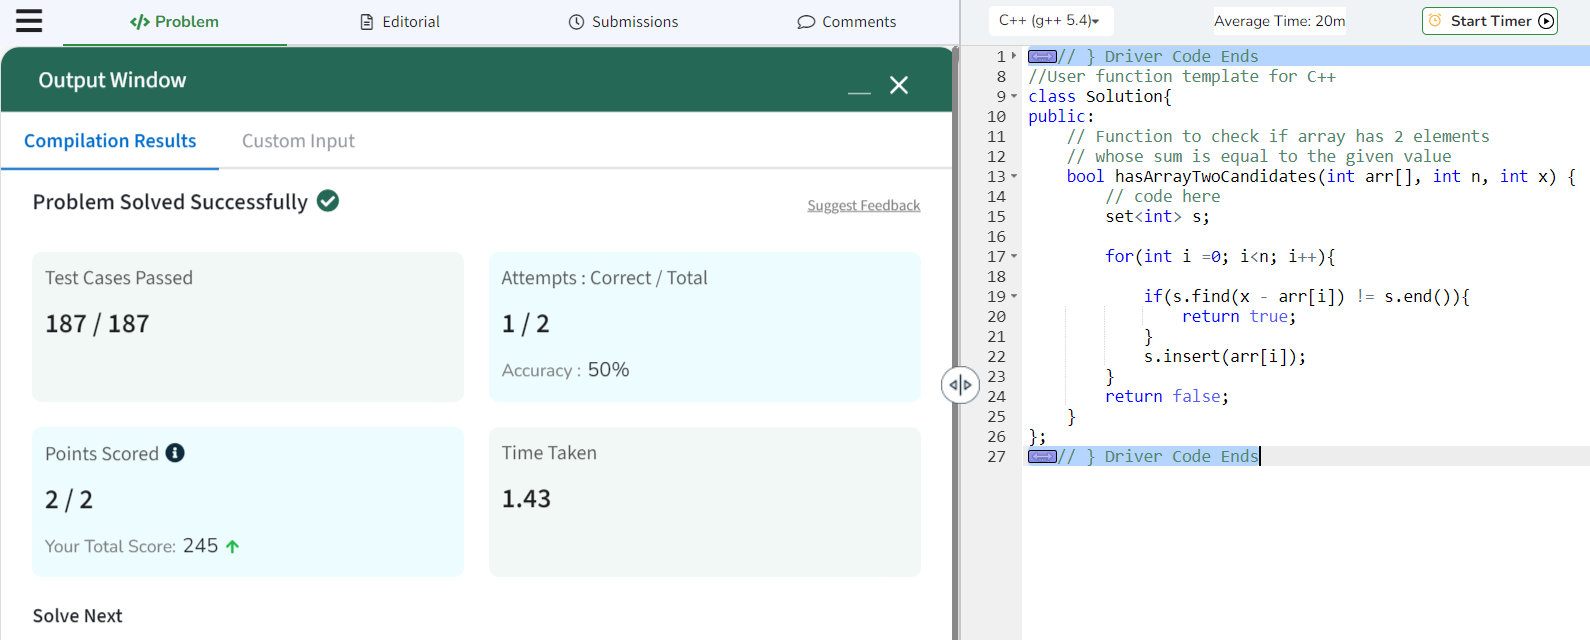 </> Problem
Editorial
Submissions
Comments
C++ (g++ 5.4)
Average Time: 20m
Start Timer
Output Window
Compilation Results
Custom Input
Problem Solved Successfully
Suggest Feedback
Test Cases Passed
187 / 187
Attempts : Correct / Total
1 / 2
Accuracy : 50%
Points Scored
2 / 2
Your Total Score: 245
Time Taken
1.43
Solve Next
1 // } Driver Code Ends
8 //User function template for C++
9 class Solution{
10 public:
11     // Function to check if array has 2 elements
12     // whose sum is equal to the given value
13     bool hasArrayTwoCandidates(int arr[], int n, int x) {
14         // code here
15         set<int> s;
16
17         for(int i =0; i<n; i++){
18
19             if(s.find(x - arr[i]) != s.end()){
20                 return true;
21             }
22             s.insert(arr[i]);
23         }
24         return false;
25     }
26 };
27 // } Driver Code Ends